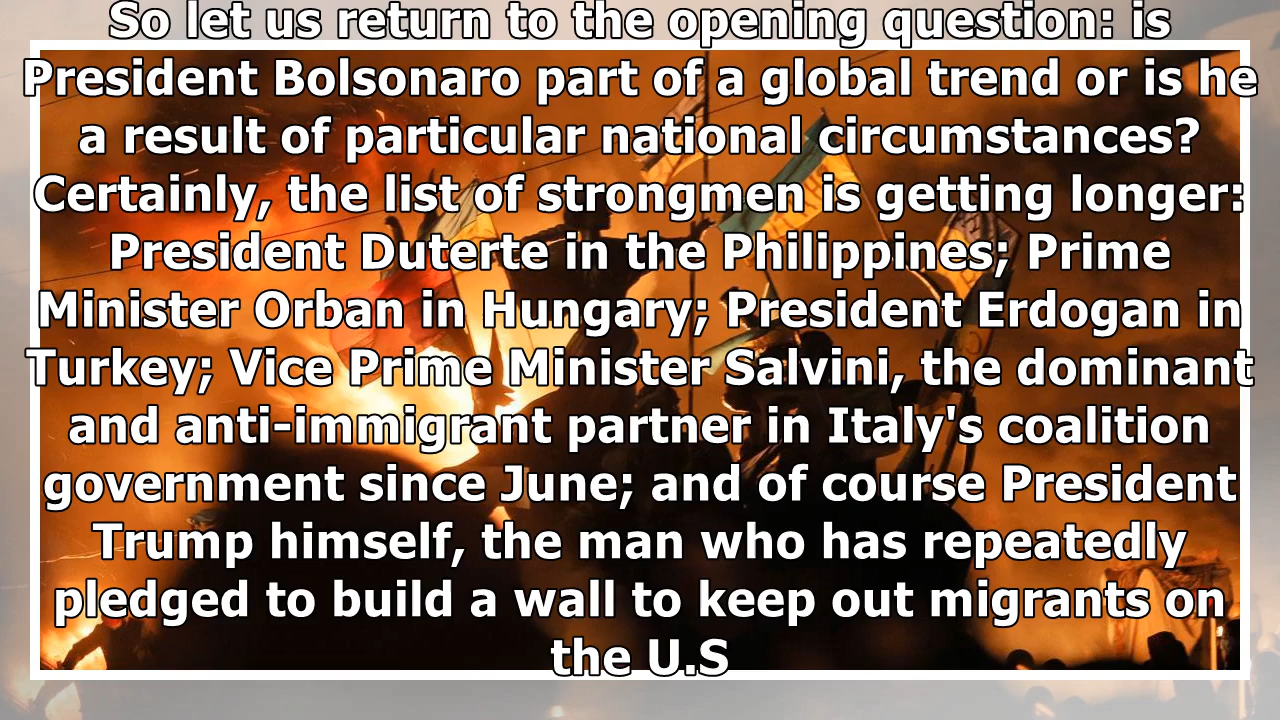 So let us return to the opening question: is
President Bolsonaro part of a global trend or is he
a result of particular national circumstances?
Certainly, the list of strongmen is getting longer:
President Duterte in the Philippines; Prime
Minister Orban in Hungary; President Erdogan in
Turkey; Vice Prime Minister Salvini, the dominant
and anti-immigrant partner in Italy's coalition
government since June; and of course President
Trump himself, the man who has repeatedly
pledged to build a wall to keep out migrants on
the U.S